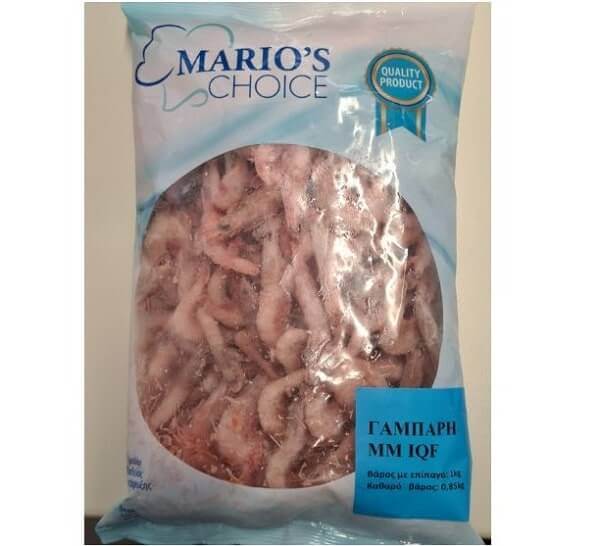 MARIO'S
CHOICE
QUALITY
PRODUCT
ΓΑΜΠΑΡΗ
MM IQF
Βάρος με επίπαγο: 1kg
Καθαρό βάρος: 0,85kg